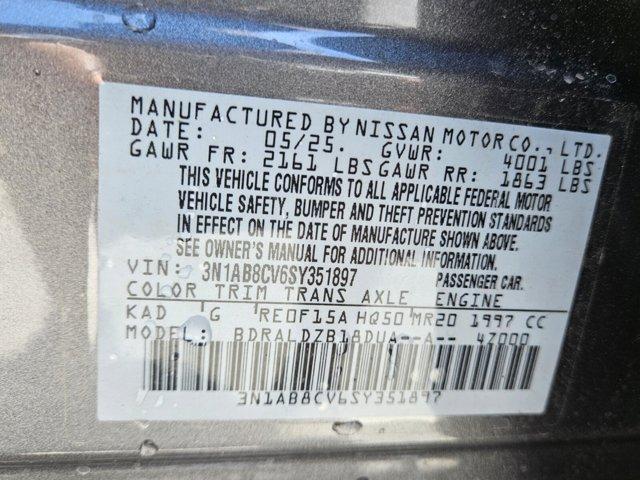 MANUFACTURED BY NISSAN MOTOR CO., LTD.
DATE: 05/25. GVWR: 4001 LBS
GAWR FR: 2161 LBS GAWR RR: 1863 LBS
THIS VEHICLE CONFORMS TO ALL APPLICABLE FEDERAL MOTOR
VEHICLE SAFETY, BUMPER AND THEFT PREVENTION STANDARDS
IN EFFECT ON THE DATE OF MANUFACTURE SHOWN ABOVE.
SEE OWNER'S MANUAL FOR ADDITIONAL INFORMATION.
VIN: 3N1AB8CV6SY351897 PASSENGER CAR.
COLOR TRIM TRANS AXLE ENGINE
KAD G RE0F15A HQ50 MR20 1997 CC
MODEL: BDRALDZB18DUA--A-- 4Z000
3N1AB8CV6SY351897